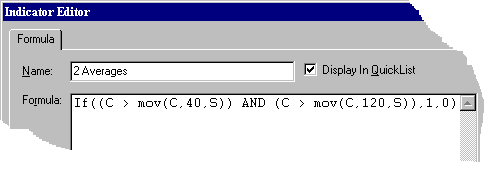 Indicator Editor
Formula
Name: 2 Averages Display In QuickList
Formula: If((C > mov(C,40,S)) AND (C > mov(C,120,S)),1,0)